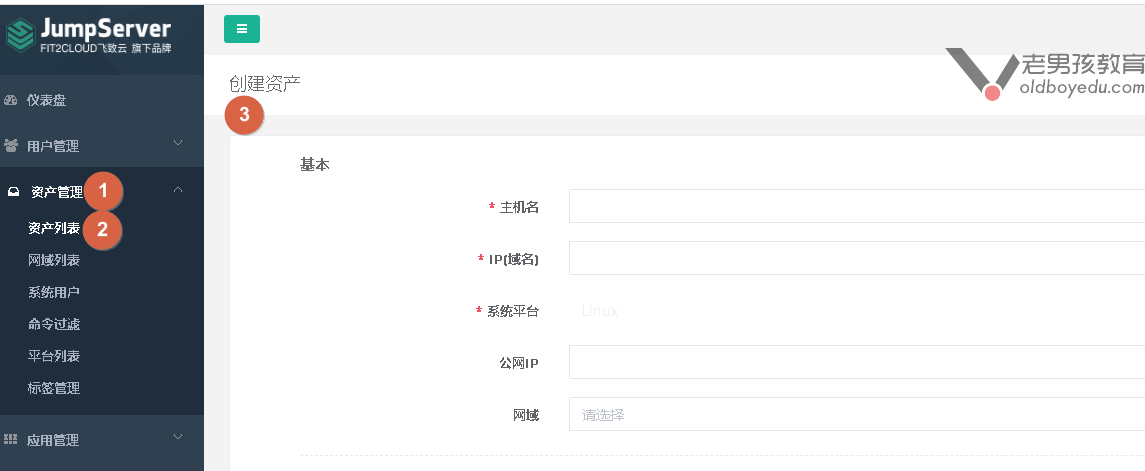 JumpServer
FIT2CLOUD飞致云 旗下品牌
仪表盘
用户管理
资产管理 1
资产列表 2
网域列表
系统用户
命令过滤
平台列表
标签管理
应用管理
老男孩教育
oldboyedu.com
创建资产
3
基本
* 主机名
* IP(域名)
* 系统平台 Linux
公网IP
网域 请选择